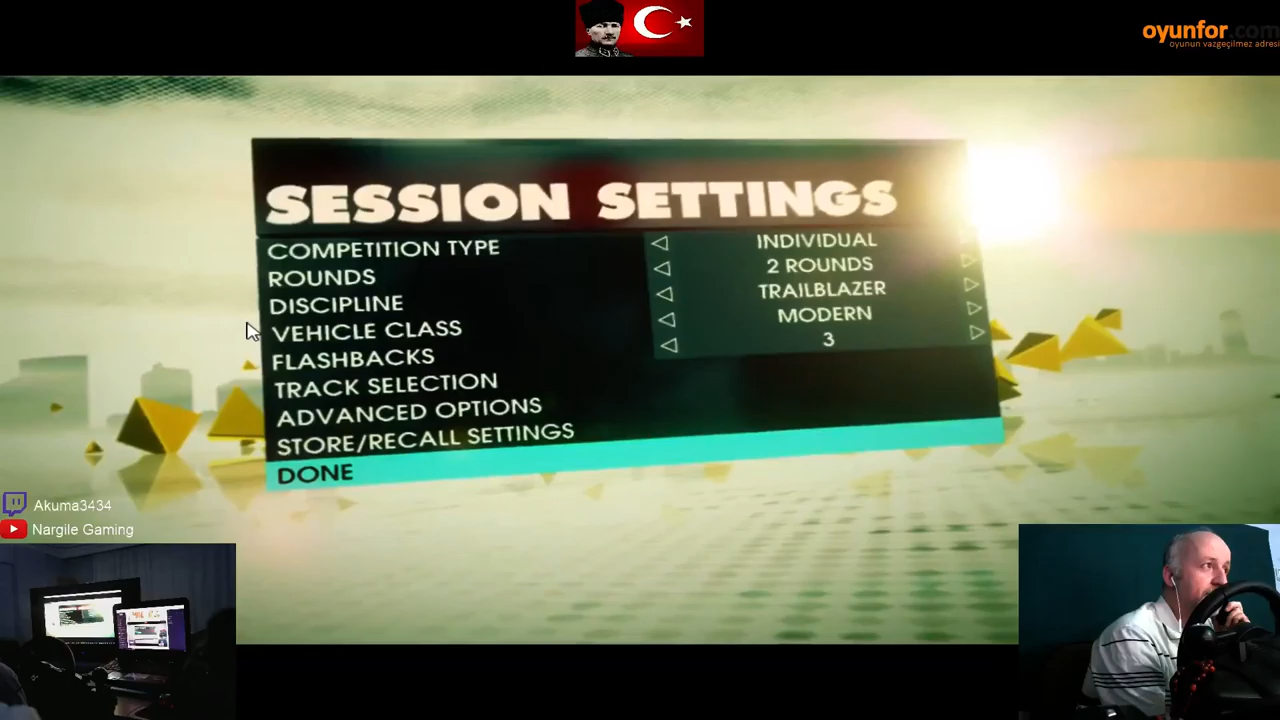 oyunfor.com
oyunun vazgeçilmez adresi
SESSION SETTINGS
COMPETITION TYPE INDIVIDUAL
ROUNDS 2 ROUNDS
DISCIPLINE TRAILBLAZER
VEHICLE CLASS MODERN
FLASHBACKS 3
TRACK SELECTION
ADVANCED OPTIONS
STORE/RECALL SETTINGS
DONE
Akuma3434
Nargile Gaming